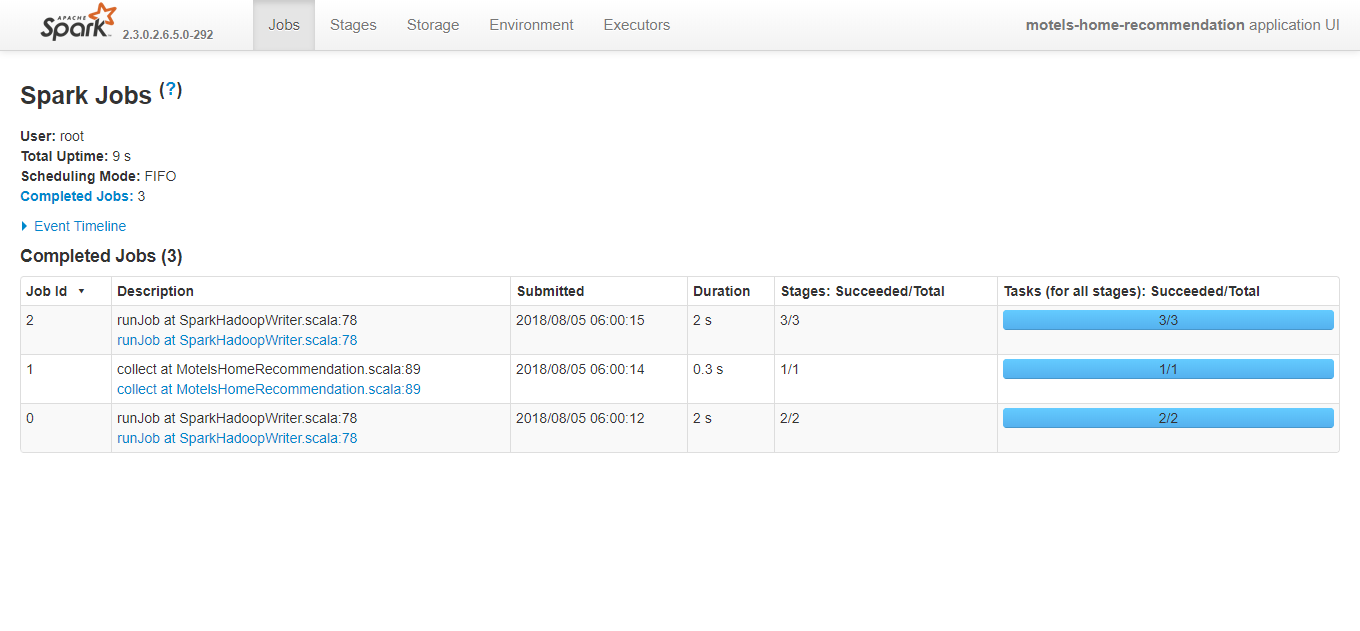 APACHE
Spark 2.3.0.2.6.5.0-292 Jobs Stages Storage Environment Executors motels-home-recommendation application UI
Spark Jobs (?)
User: root
Total Uptime: 9 s
Scheduling Mode: FIFO
Completed Jobs: 3
Event Timeline
Completed Jobs (3)
Job Id ▾ Description Submitted Duration Stages: Succeeded/Total Tasks (for all stages): Succeeded/Total
2 runJob at SparkHadoopWriter.scala:78 2018/08/05 06:00:15 2 s 3/3 3/3
runJob at SparkHadoopWriter.scala:78
1 collect at MotelsHomeRecommendation.scala:89 2018/08/05 06:00:14 0.3 s 1/1 1/1
collect at MotelsHomeRecommendation.scala:89
0 runJob at SparkHadoopWriter.scala:78 2018/08/05 06:00:12 2 s 2/2 2/2
runJob at SparkHadoopWriter.scala:78